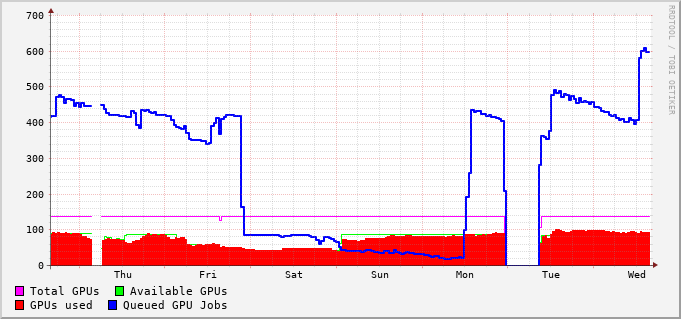 700
600
500
400
300
200
100
0
Thu Fri Sat Sun Mon Tue Wed
Total GPUs Available GPUs
GPUs used Queued GPU Jobs
RRDTOOL / TOBI OETIKER